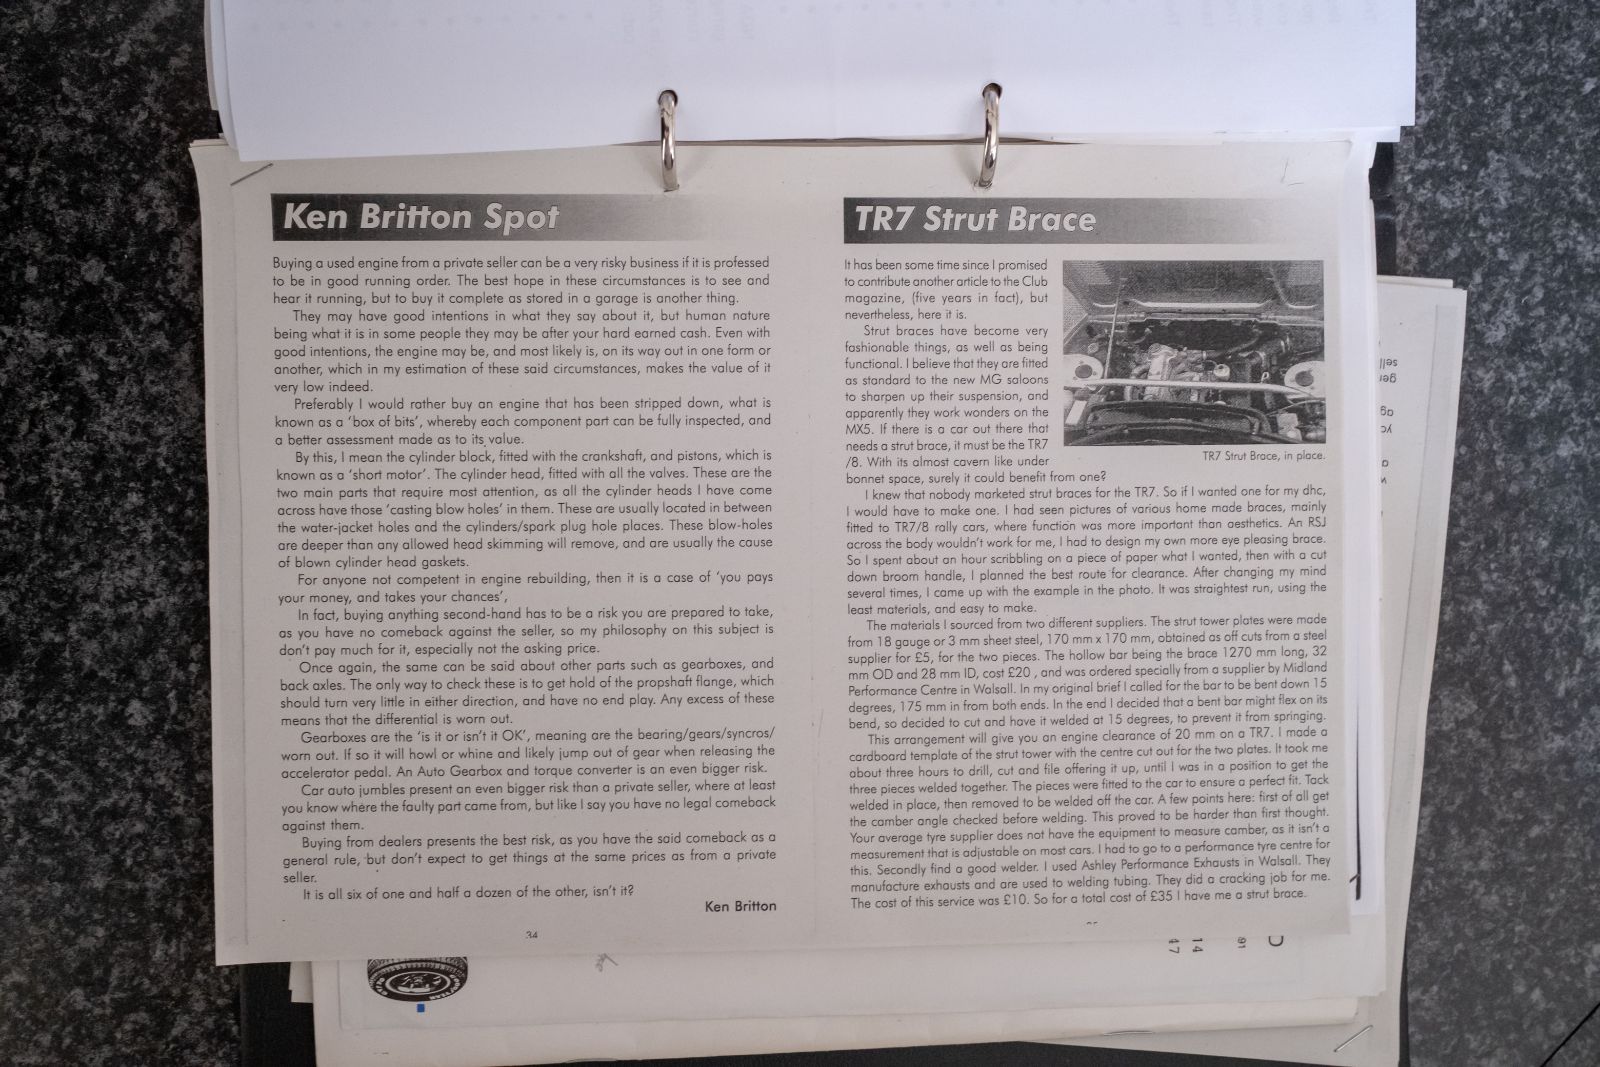 Ken Britton Spot
Buying a used engine from a private seller can be a very risky business if it is professed
to be in good running order. The best hope in these circumstances is to see and
hear it running, but to buy it complete as stored in a garage is another thing.
They may have good intentions in what they say about it, but human nature
being what it is in some people they may be after your hard earned cash. Even with
good intentions, the engine may be, and most likely is, on its way out in one form or
another, which in my estimation of these said circumstances, makes the value of it
very low indeed.
Preferably I would rather buy an engine that has been stripped down, what is
known as a 'box of bits', whereby each component part can be fully inspected, and
a better assessment made as to its value.
By this, I mean the cylinder block, fitted with the crankshaft, and pistons, which is
known as a 'short motor'. The cylinder head, fitted with all the valves. These are the
two main parts that require most attention, as all the cylinder heads I have come
across have those 'casting blow holes' in them. These are usually located in between
the water-jacket holes and the cylinders/spark plug hole places. These blow-holes
are deeper than any allowed head skimming will remove, and are usually the cause
of blown cylinder head gaskets.
For anyone not competent in engine rebuilding, then it is a case of 'you pays
your money, and takes your chances',
In fact, buying anything second-hand has to be a risk you are prepared to take,
as you have no comeback against the seller, so my philosophy on this subject is
don't pay much for it, especially not the asking price.
Once again, the same can be said about other parts such as gearboxes, and
back axles. The only way to check these is to get hold of the propshaft flange, which
should turn very little in either direction, and have no end play. Any excess of these
means that the differential is worn out.
Gearboxes are the 'is it or isn't it OK', meaning are the bearing/gears/syncros/
worn out. If so it will howl or whine and likely jump out of gear when releasing the
accelerator pedal. An Auto Gearbox and torque converter is an even bigger risk.
Car auto jumbles present an even bigger risk than a private seller, where at least
you know where the faulty part came from, but like I say you have no legal comeback
against them.
Buying from dealers presents the best risk, as you have the said comeback as a
general rule, but don't expect to get things at the same prices as from a private
seller.
It is all six of one and half a dozen of the other, isn't it?
Ken Britton
34
TR7 Strut Brace
It has been some time since I promised
to contribute another article to the Club
magazine, (five years in fact), but
nevertheless, here it is.
Strut braces have become very
fashionable things, as well as being
functional. I believe that they are fitted
as standard to the new MG saloons
to sharpen up their suspension, and
apparently they work wonders on the
MX5. If there is a car out there that
needs a strut brace, it must be the TR7
/8. With its almost cavern like under
bonnet space, surely it could benefit from one?
TR7 Strut Brace, in place.
I knew that nobody marketed strut braces for the TR7. So if I wanted one for my dhc,
I would have to make one. I had seen pictures of various home made braces, mainly
fitted to TR7/8 rally cars, where function was more important than aesthetics. An RSJ
across the body wouldn't work for me, I had to design my own more eye pleasing brace.
So I spent about an hour scribbling on a piece of paper what I wanted, then with a cut
down broom handle, I planned the best route for clearance. After changing my mind
several times, I came up with the example in the photo. It was straightest run, using the
least materials, and easy to make.
The materials I sourced from two different suppliers. The strut tower plates were made
from 18 gauge or 3 mm sheet steel, 170 mm x 170 mm, obtained as off cuts from a steel
supplier for £5, for the two pieces. The hollow bar being the brace 1270 mm long, 32
mm OD and 28 mm ID, cost £20 , and was ordered specially from a supplier by Midland
Performance Centre in Walsall. In my original brief I called for the bar to be bent down 15
degrees, 175 mm in from both ends. In the end I decided that a bent bar might flex on its
bend, so decided to cut and have it welded at 15 degrees, to prevent it from springing.
This arrangement will give you an engine clearance of 20 mm on a TR7. I made a
cardboard template of the strut tower with the centre cut out for the two plates. It took me
about three hours to drill, cut and file offering it up, until I was in a position to get the
three pieces welded together. The pieces were fitted to the car to ensure a perfect fit. Tack
welded in place, then removed to be welded off the car. A few points here: first of all get
the camber angle checked before welding. This proved to be harder than first thought.
Your average tyre supplier does not have the equipment to measure camber, as it isn't a
measurement that is adjustable on most cars. I had to go to a performance tyre centre for
this. Secondly find a good welder. I used Ashley Performance Exhausts in Walsall. They
manufacture exhausts and are used to welding tubing. They did a cracking job for me.
The cost of this service was £10. So for a total cost of £35 I have me a strut brace.
sell
47
14
91